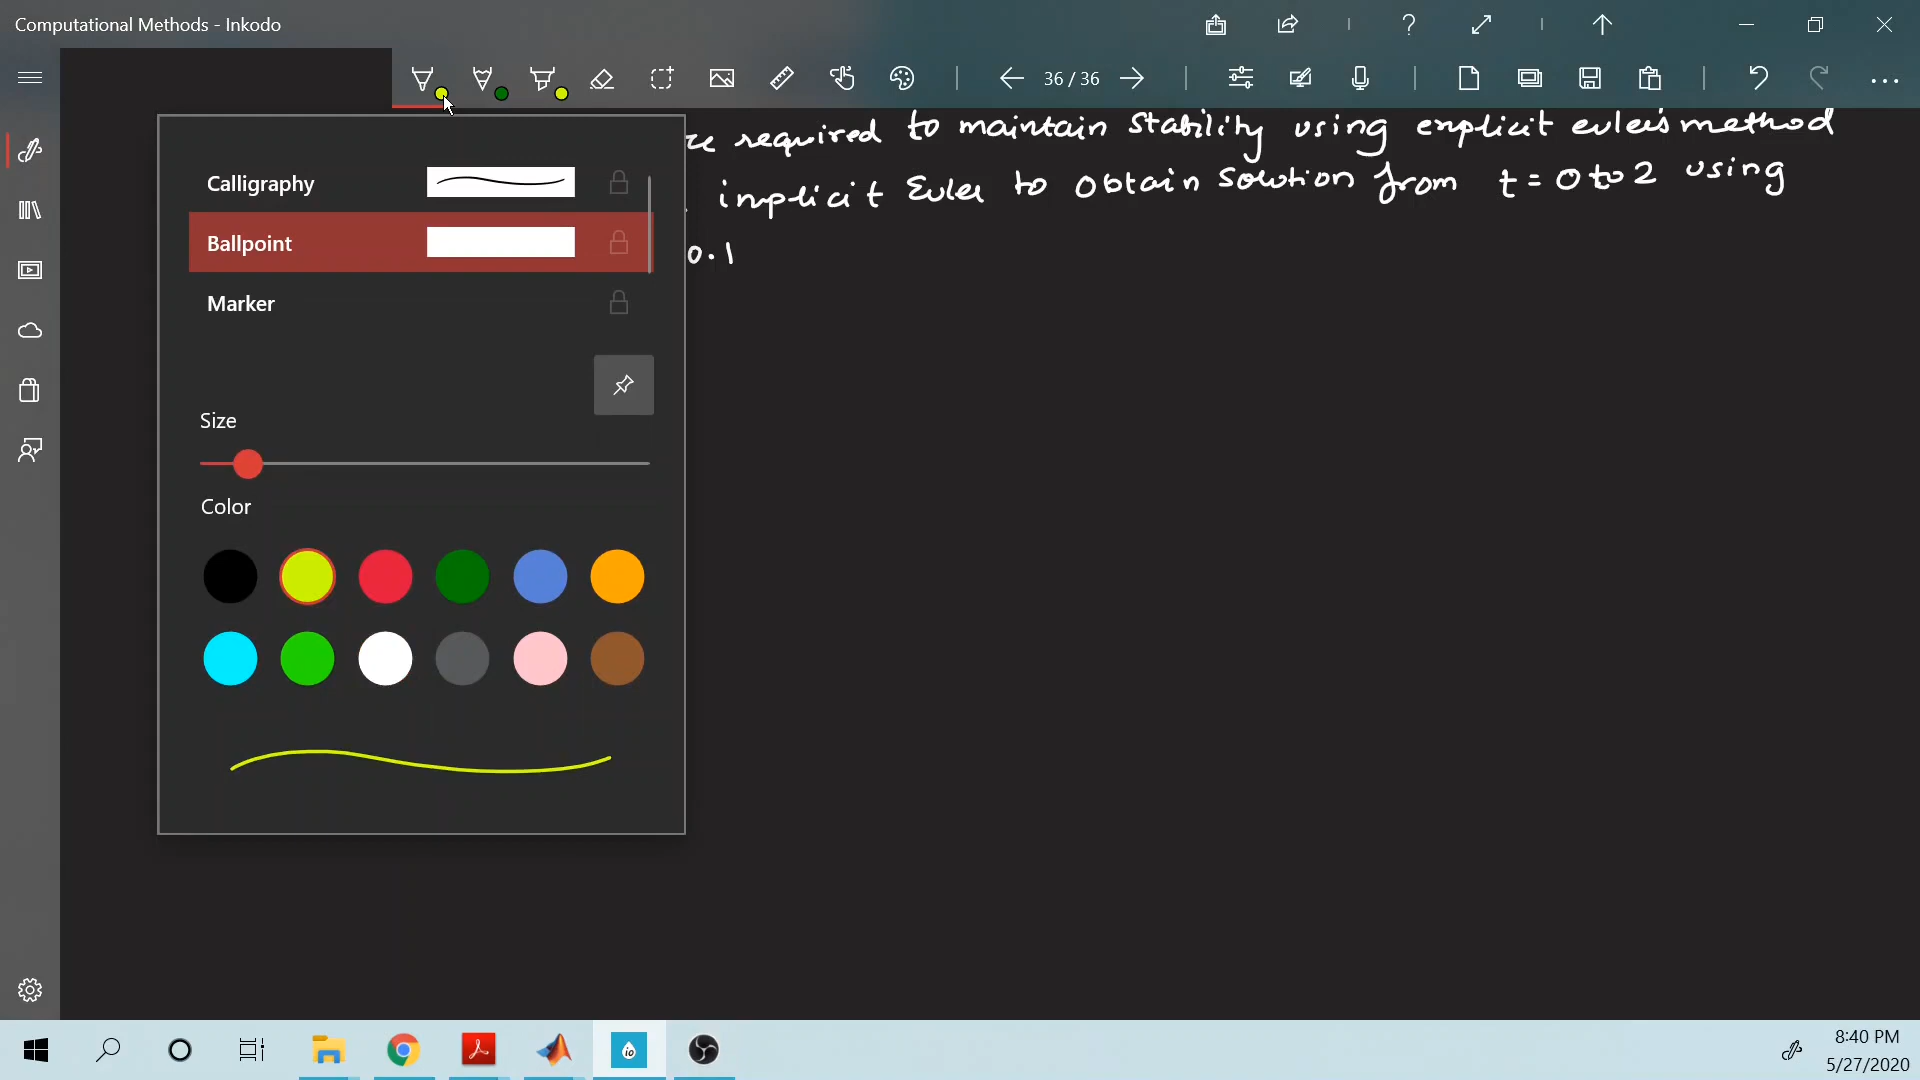 Computational Methods - Inkodo
36 / 36
required to maintain stability using explicit euler's method
implicit Euler to obtain solution from t = 0 to 2 using
0.1
Calligraphy
Ballpoint
Marker
Size
Color
8:40 PM
5/27/2020